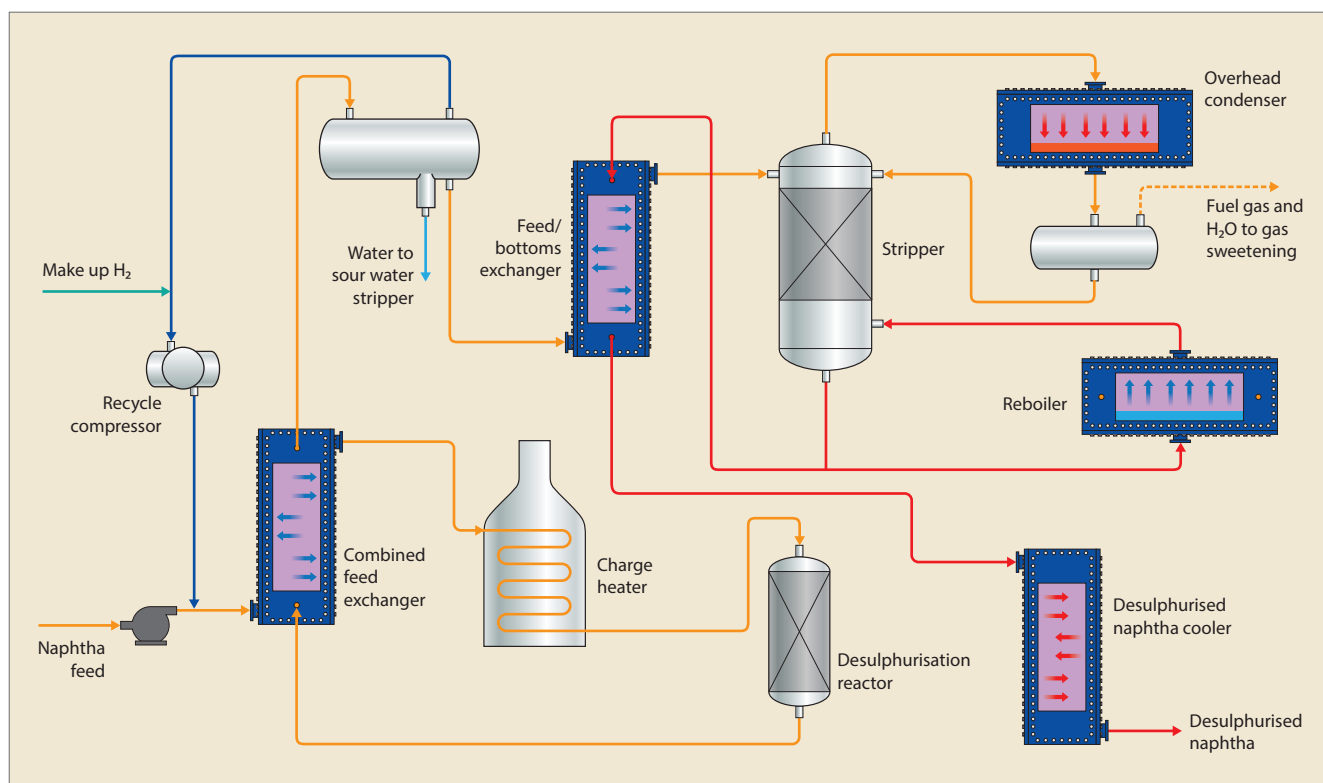 Overhead
condenser
Fuel gas and
H₂O to gas
sweetening
Feed/
bottoms
exchanger
Stripper
Water to
sour water
stripper
Make up H₂
Recycle
compressor
Reboiler
Combined
feed
exchanger
Charge
heater
Naphtha
feed
Desulphurisation
reactor
Desulphurised
naphtha cooler
Desulphurised
naphtha